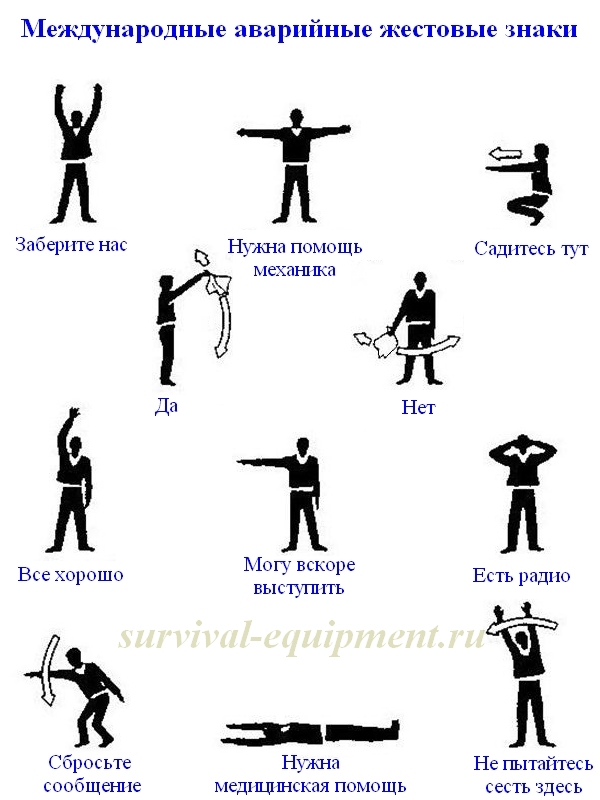 Международные аварийные жестовые знаки
Заберите нас
Нужна помощь
механика
Садитесь тут
Да
Нет
Все хорошо
Могу вскоре
выступить
Есть радио
survival-equipment.ru
Сбросьте
сообщение
Нужна
медицинская помощь
Не пытайтесь
сесть здесь